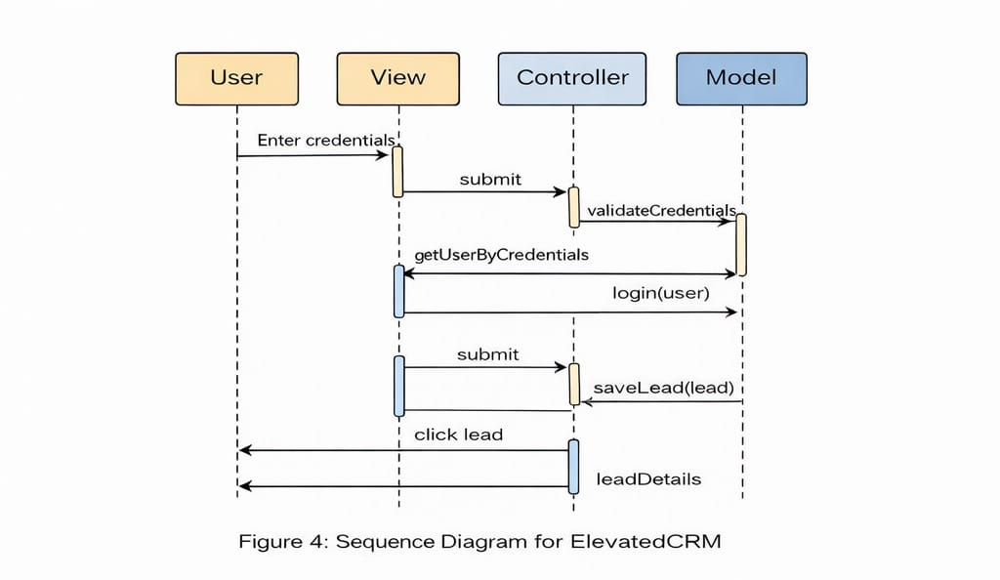 User
View
Controller
Model
Enter credentials
submit
validateCredentials
getUserByCredentials
login(user)
submit
saveLead(lead)
click lead
leadDetails
Figure 4: Sequence Diagram for ElevatedCRM